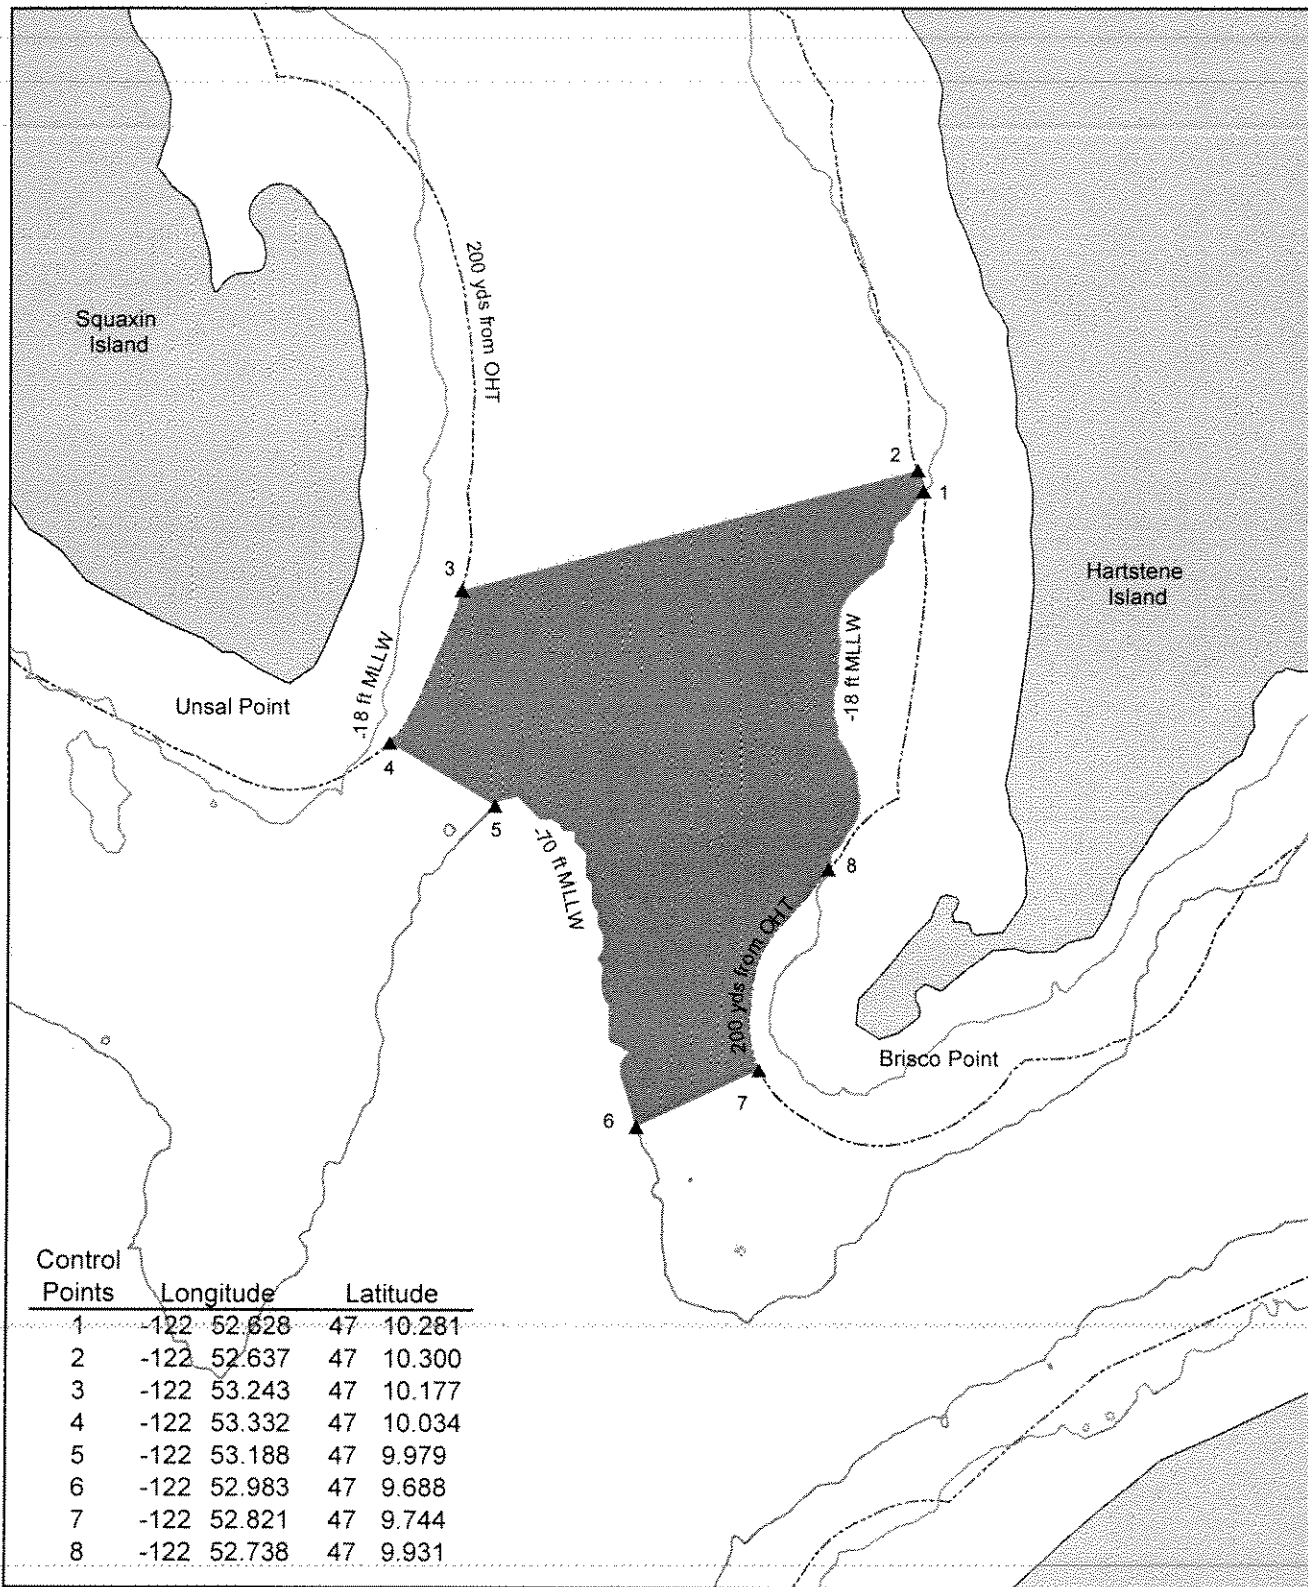 Squaxin
Island
200 yds from OHT
2
1
3
Hartstene
Island
-18 ft MLLW
-18 ft MLLW
Unsal Point
4
5
-70 ft MLLW
8
200 yds from OHT
Brisco Point
7
6
Control
Points Longitude Latitude
1 -122 52.628 47 10.281
2 -122 52.637 47 10.300
3 -122 53.243 47 10.177
4 -122 53.332 47 10.034
5 -122 53.188 47 9.979
6 -122 52.983 47 9.688
7 -122 52.821 47 9.744
8 -122 52.738 47 9.931